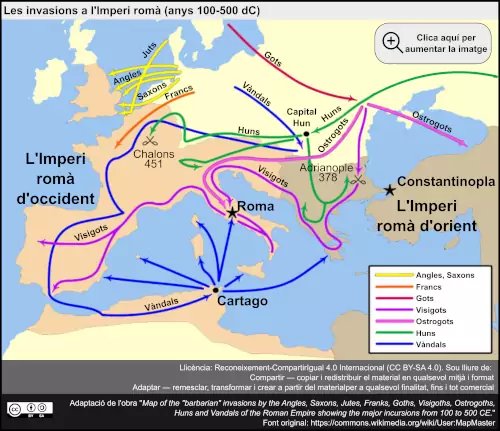 Les invasions a l'Imperi romà (anys 100-500 dC)
Clica aquí per
aumentar la imatge
Juts
Angles
Saxons
Francs
Gots
Vàndals
Capital
Hun
Huns
Huns
Ostrogots
Ostrogots
Chalons
451
Adrianople
378
Visigots
Constantinopla
L'Imperi
romà
d'occident
Roma
L'Imperi
romà d'orient
Visigots
Vàndals
Cartago
Angles, Saxons
Francs
Gots
Visigots
Ostrogots
Huns
Vàndals
Llicència: Reconeixement-CompartirIgual 4.0 Internacional (CC BY-SA 4.0). Sou lliure de:
Compartir — copiar i redistribuir el material en qualsevol mitjà i format
Adaptar — remesclar, transformar i crear a partir del materialper a qualsevol finalitat, fins i tot comercial
cc BY SA
Adaptació de l'obra "Map of the "barbarian" invasions by the Angles, Saxons, Jutes, Franks, Goths, Visigoths, Ostrogoths,
Huns and Vandals of the Roman Empire showing the major incursions from 100 to 500 CE."
Font original: https://commons.wikimedia.org/wiki/User:MapMaster